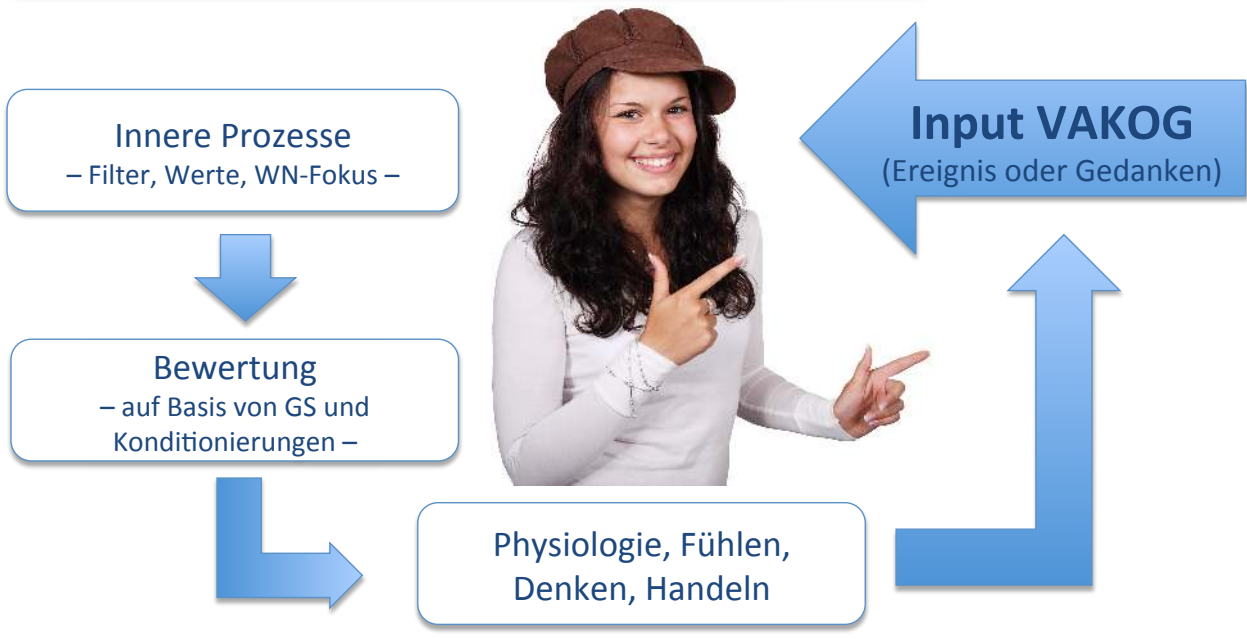 Input VAKOG
(Ereignis oder Gedanken)
Innere Prozesse
– Filter, Werte, WN-Fokus –
Bewertung
– auf Basis von GS und
Konditionierungen –
Physiologie, Fühlen,
Denken, Handeln